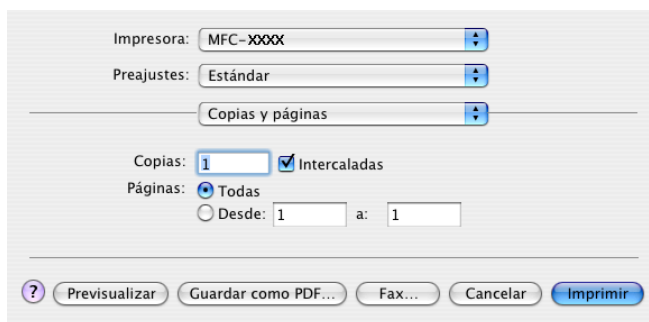 Impresora: MFC-XXXX
Preajustes: Estándar
Copias y páginas
Copias: 1 Intercaladas
Páginas: Todas
Desde: 1 a: 1
? Previsualizar Guardar como PDF... Fax... Cancelar Imprimir